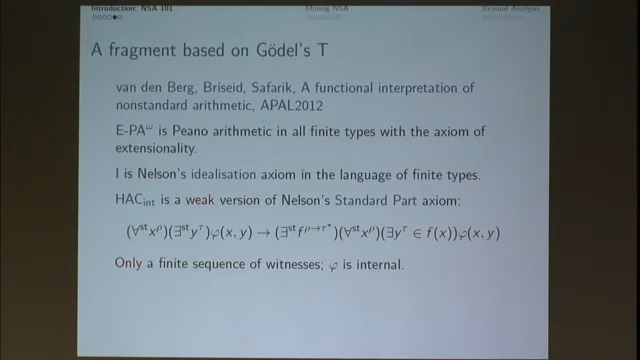 Introduction: NSA 101
Mining NSA
Beyond Analysis
A fragment based on Gödel's T
van den Berg, Briseid, Safarik, A functional interpretation of
nonstandard arithmetic, APAL2012
E-PA^ω is Peano arithmetic in all finite types with the axiom of
extensionality.
I is Nelson's idealisation axiom in the language of finite types.
HAC_int is a weak version of Nelson's Standard Part axiom:
(∀^st x^ρ)(∃^st y^τ)φ(x, y) → (∃^st f^{ρ→τ*})(∀^st x^ρ)(∃y^τ ∈ f(x))φ(x, y)
Only a finite sequence of witnesses; φ is internal.